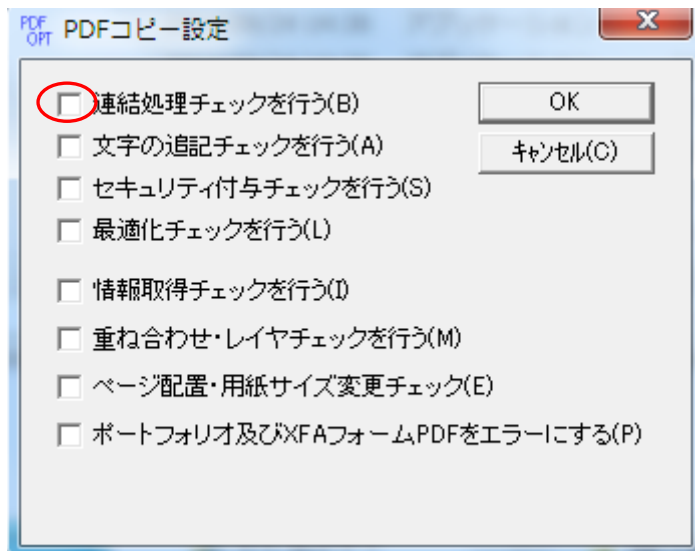 PDF OPT PDFコピー設定
連結処理チェックを行う(B)
OK
文字の追記チェックを行う(A)
キャンセル(C)
セキュリティ付与チェックを行う(S)
最適化チェックを行う(L)
情報取得チェックを行う(I)
重ね合わせ・レイヤチェックを行う(M)
ページ配置・用紙サイズ変更チェック(E)
ポートフォリオ及びXFAフォームPDFをエラーにする(P)